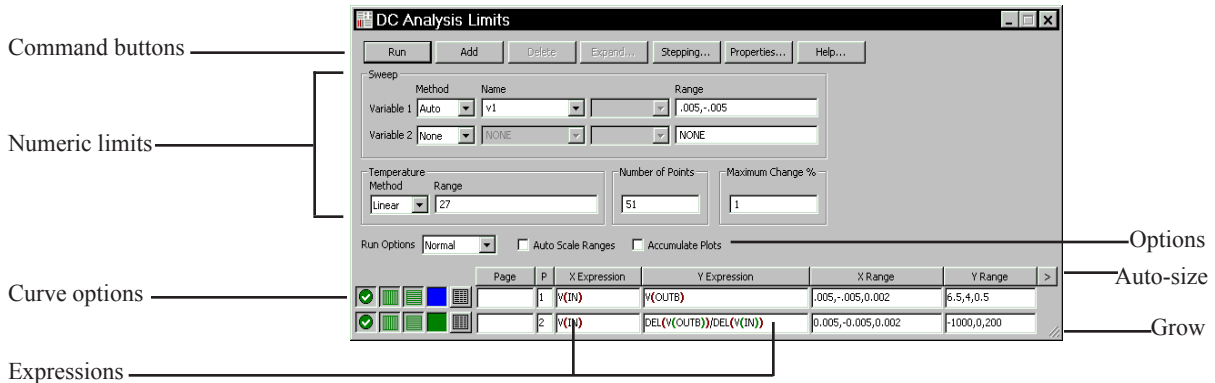 DC Analysis Limits
Command buttons
Run Add Delete Expand... Stepping... Properties... Help...
Sweep
Method Name Range
Variable 1 Auto v1 .005,-.005
Variable 2 None NONE NONE
Numeric limits
Temperature Number of Points Maximum Change %
Method Range
Linear 27 51 1
Run Options Normal Auto Scale Ranges Accumulate Plots
Options
Page P X Expression Y Expression X Range Y Range >
Auto-size
Curve options
1 V(IN) V(OUTB) .005,-.005,0.002 6.5,4,0.5
2 V(IN) DEL(V(OUTB))/DEL(V(IN)) 0.005,-0.005,0.002 -1000,0,200
Grow
Expressions